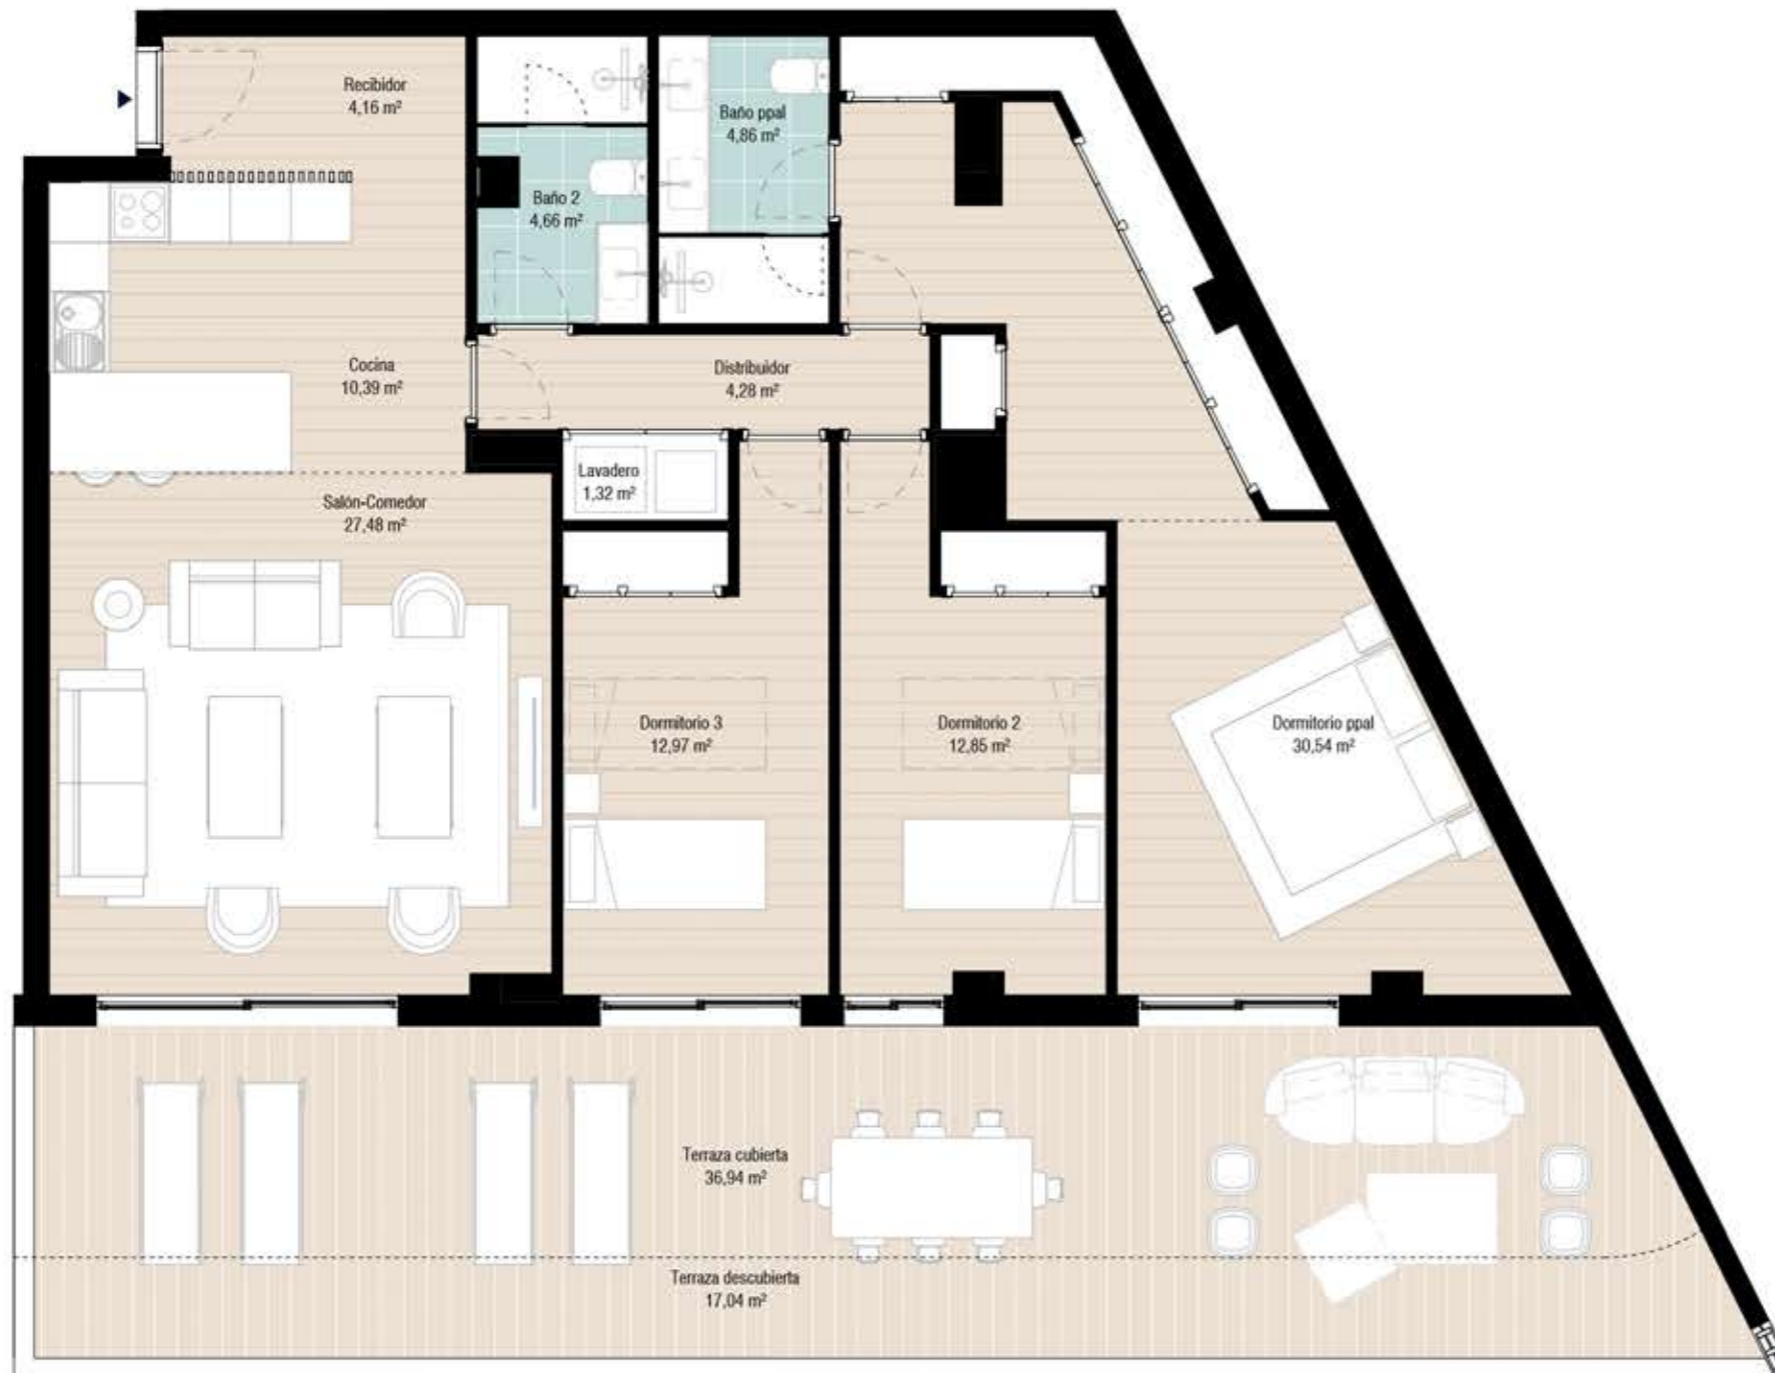 Recibidor
4,16 m²
Baño ppal
4,86 m²
Baño 2
4,66 m²
Cocina
10,39 m²
Distribuidor
4,28 m²
Lavadero
1,32 m²
Salón-Comedor
27,48 m²
Dormitorio 3
12,97 m²
Dormitorio 2
12,85 m²
Dormitorio ppal
30,54 m²
Terraza cubierta
36,94 m²
Terraza descubierta
17,04 m²